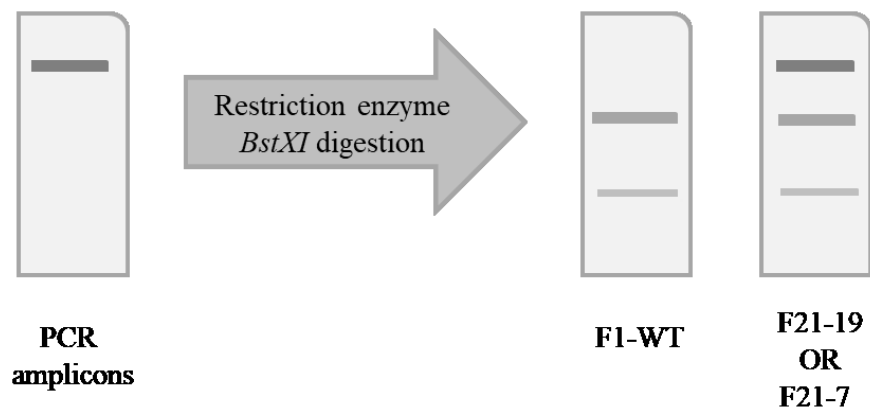 Restriction enzyme
BstXI digestion
PCR
amplicons
F1-WT
F21-19
OR
F21-7